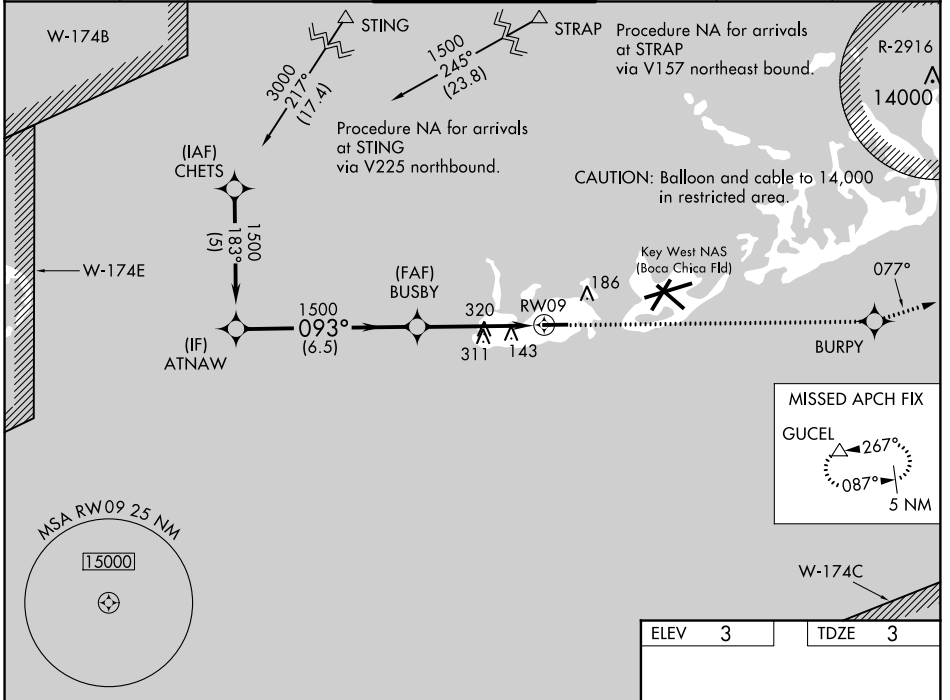 W-174B
STING
3000
217°
(17.4)
STRAP
1500
245°
(23.8)
Procedure NA for arrivals
at STRAP
via V157 northeast bound.
R-2916
14000
Procedure NA for arrivals
at STING
via V225 northbound.
(IAF)
CHETS
CAUTION: Balloon and cable to 14,000
in restricted area.
1500
183°
(5)
W-174E
(FAF)
BUSBY
Key West NAS
(Boca Chica Fld)
186
077°
1500
093°
(6.5)
320
RW09
311
143
(IF)
ATNAW
BURPY
MISSED APCH FIX
GUCEL
267°
087°
5 NM
MSA RW09 25 NM
15000
W-174C
ELEV 3
TDZE 3